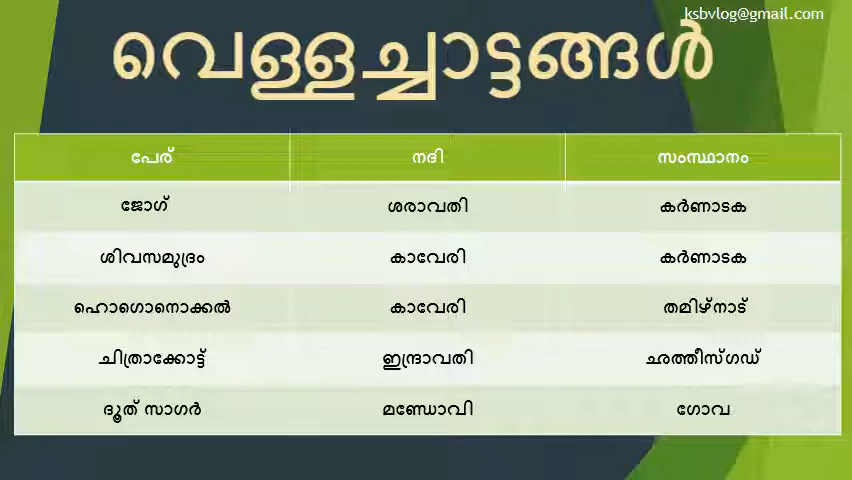 ksbvlog@gmail.com
വെള്ളച്ചാട്ടങ്ങൾ
പേര് നദി സംസ്ഥാനം
ജോഗ് ശരാവതി കർണാടക
ശിവസമുദ്രം കാവേരി കർണാടക
ഹൊഗൊനൊക്കൽ കാവേരി തമിഴ്നാട്
ചിത്രാക്കോട്ട് ഇന്ദ്രാവതി ഛത്തീസ്ഗഡ്
ദൂത് സാഗർ മണ്ഡോവി ഗോവ